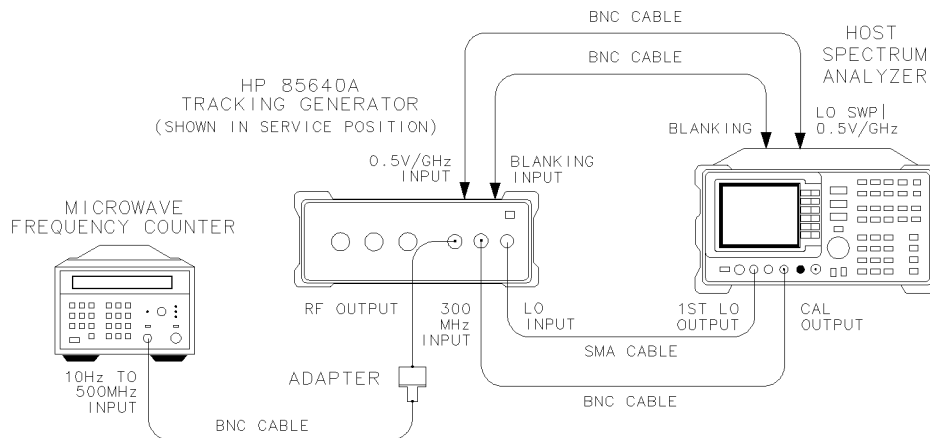 BNC CABLE
BNC CABLE
HOST
SPECTRUM
ANALYZER
HP 85640A
TRACKING GENERATOR
(SHOWN IN SERVICE POSITION)
BLANKING
LO SWP|
0.5V/GHz
0.5V/GHz
INPUT
BLANKING
INPUT
MICROWAVE
FREQUENCY COUNTER
RF OUTPUT
300
MHz
INPUT
LO
INPUT
1ST LO
OUTPUT
CAL
OUTPUT
SMA CABLE
10Hz TO
500MHz
INPUT
ADAPTER
BNC CABLE
BNC CABLE